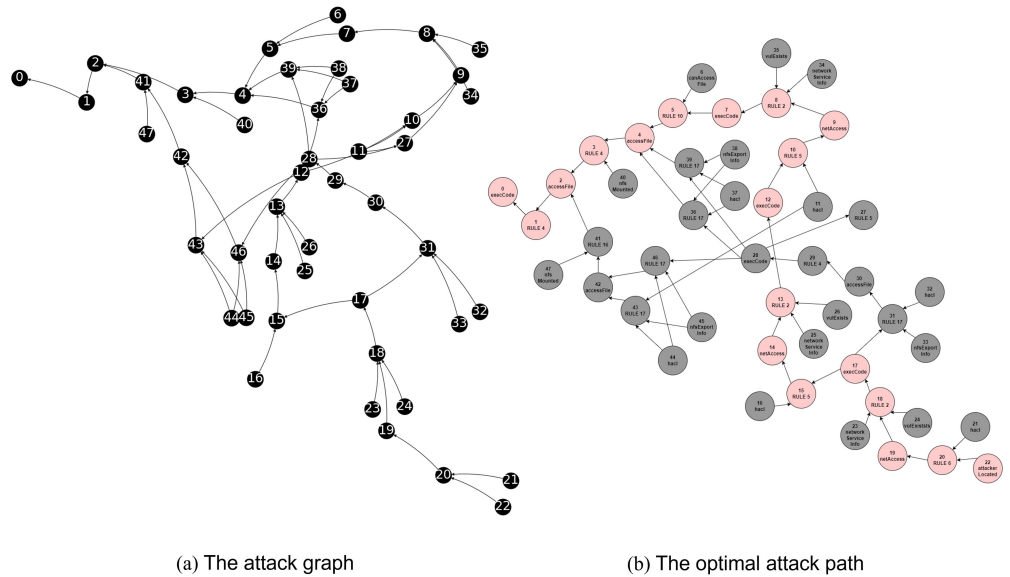 6
7
8
5
35
2
0
41
39
38
9
37
34
1
3
4
36
40
10
47
27
11
28
42
12
29
13
30
43
46
26
31
14
25
17
44
45
15
32
33
18
16
23
24
19
20
21
22
(a) The attack graph
35
vulExists
34
network
Service
Info
6
canAccess
File
8
RULE 2
5
RULE 10
7
execCode
9
netAccess
4
accessFile
3
RULE 4
38
nfsExport
Info
10
RULE 5
39
RULE 17
2
accessFile
40
nfs
Mounted
0
execCode
37
hacl
12
execCode
11
hacl
27
RULE 5
36
RULE 17
1
RULE 4
41
RULE 16
46
RULE 17
28
execCode
29
RULE 4
47
nfs
Mounted
42
accessFile
30
accessFile
32
hacl
43
RULE 17
13
RULE 2
26
vulExists
31
RULE 17
45
nfsExport
Info
25
network
Service
Info
33
nfsExport
Info
14
netAccess
44
hacl
17
execCode
15
RULE 5
16
hacl
18
RULE 2
24
vulExiststs
21
hacl
23
network
Service
Info
19
netAccess
20
RULE 6
22
attacker
Located
(b) The optimal attack path